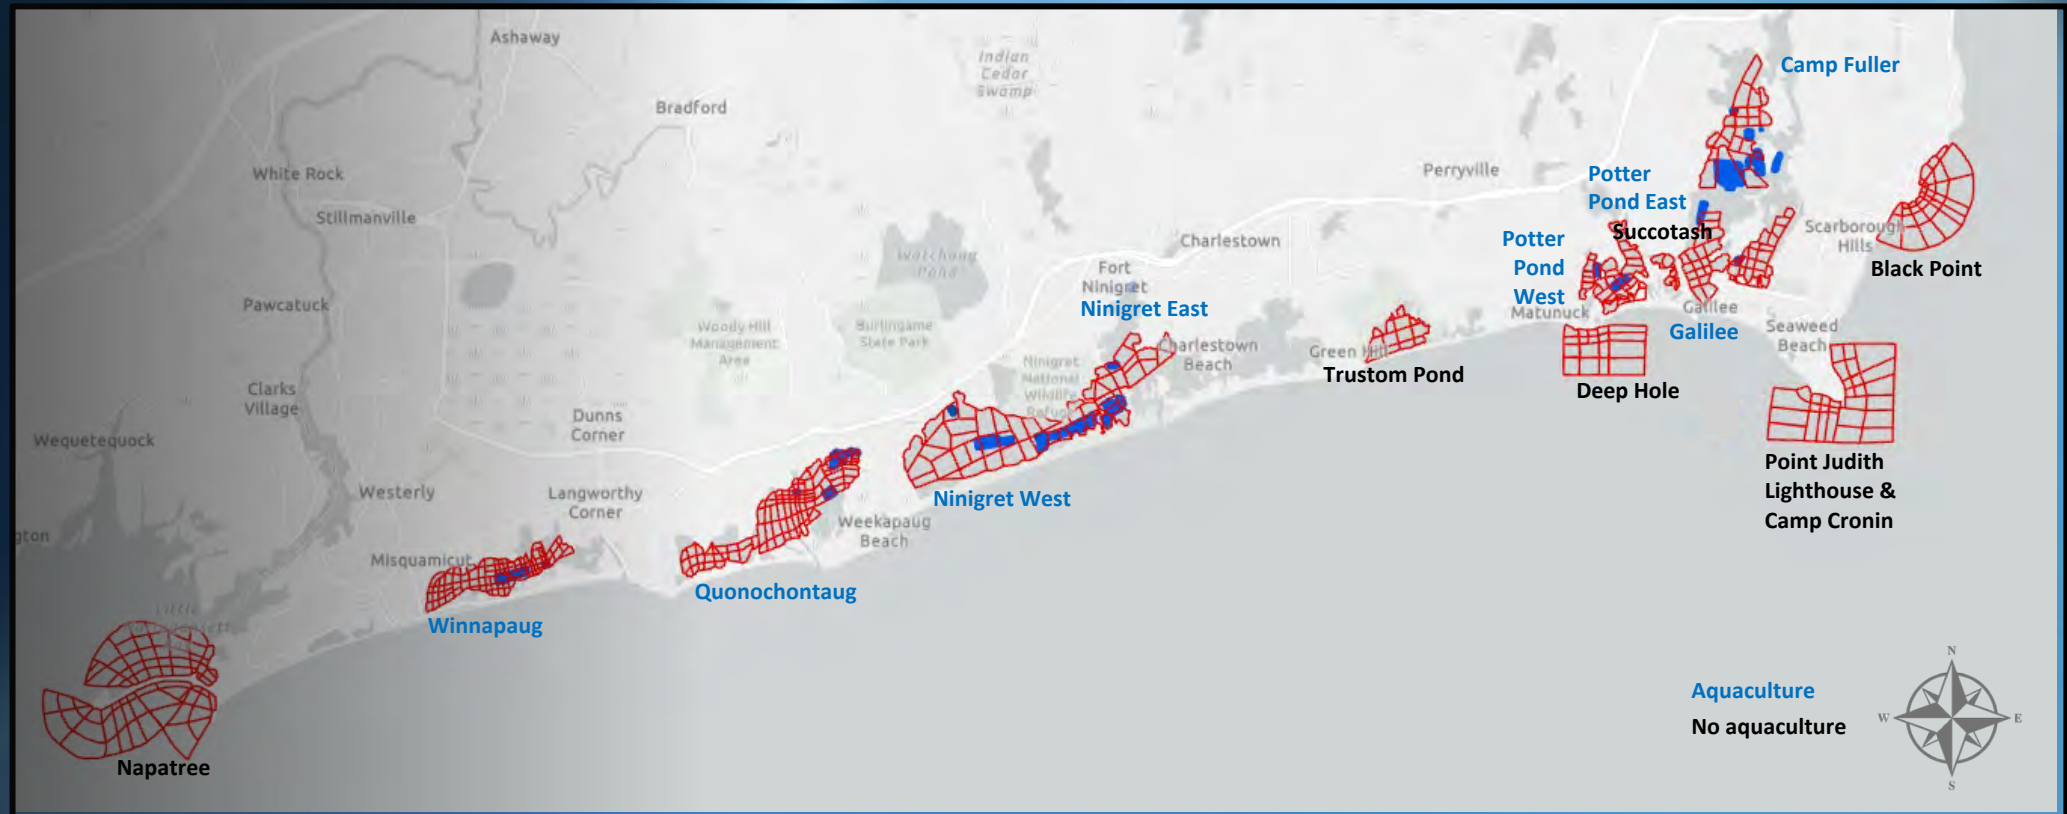 Ashaway
Indian
Cedar
Swamp
Camp Fuller
Bradford
White Rock
Perryville
Potter
Pond East
Stillmanville
Succotash
Scarborough
Hills
Potter
Pond
West
Charlestown
Watchaug
Pond
Fort
Ninigret
Black Point
Pawcatuck
Ninigret East
Matunuck
Galilee
Galilee
Seaweed
Beach
Woody Hill
Management
Area
Burlingame
State Park
Charlestown
Beach
Green Hill
Trustom Pond
Ninigret
National
Wildlife
Refuge
Deep Hole
Clarks
Village
Dunns
Corner
Wequetequock
Point Judith
Lighthouse &
Camp Cronin
Westerly
Langworthy
Corner
Ninigret West
Weekapaug
Beach
Misquamicut
Quonochontaug
Winnapaug
Little
Napatree
Aquaculture
No aquaculture
N
W
E
S